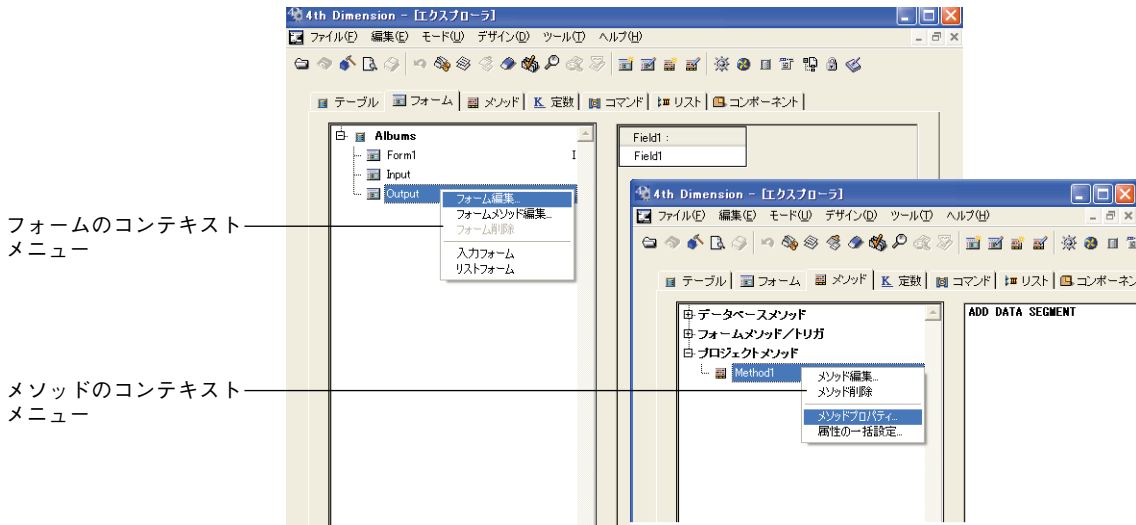 4th Dimension - [エクスプローラ]
ファイル(F) 編集(E) モード(U) デザイン(D) ツール(T) ヘルプ(H)
テーブル フォーム メソッド K 定数 コマンド リスト コンポーネント
Albums
Form1 I
Input
Output
Field1 :
Field1
フォーム編集...
フォームメソッド編集...
フォーム削除
入力フォーム
リストフォーム
フォームのコンテキスト
メニュー
4th Dimension - [エクスプローラ]
ファイル(F) 編集(E) モード(U) デザイン(D) ツール(T) ヘルプ(H)
テーブル フォーム メソッド K 定数 コマンド リスト コンポーネン
データベースメソッド
フォームメソッド/トリガ
プロジェクトメソッド
Method1
ADD DATA SEGMENT
メソッド編集...
メソッド削除
メソッドプロパティ...
属性の一括設定...
メソッドのコンテキスト
メニュー